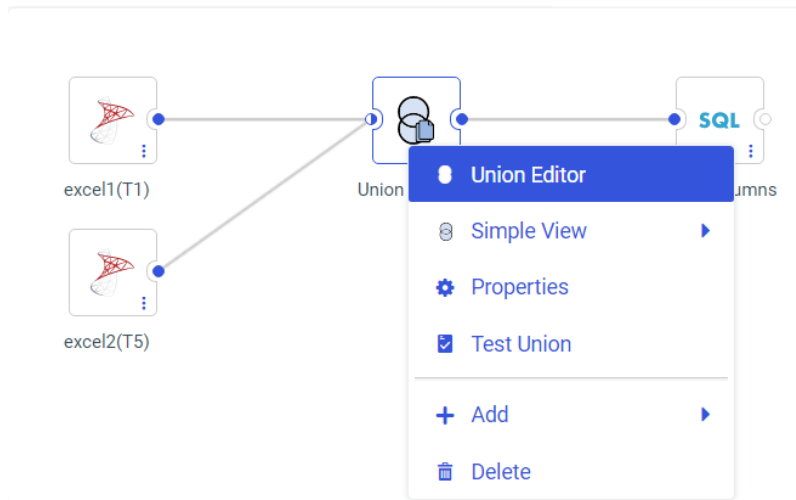 SQL
excel1(T1)
Union
umns
Union Editor
Simple View
Properties
excel2(T5)
Test Union
Add
Delete